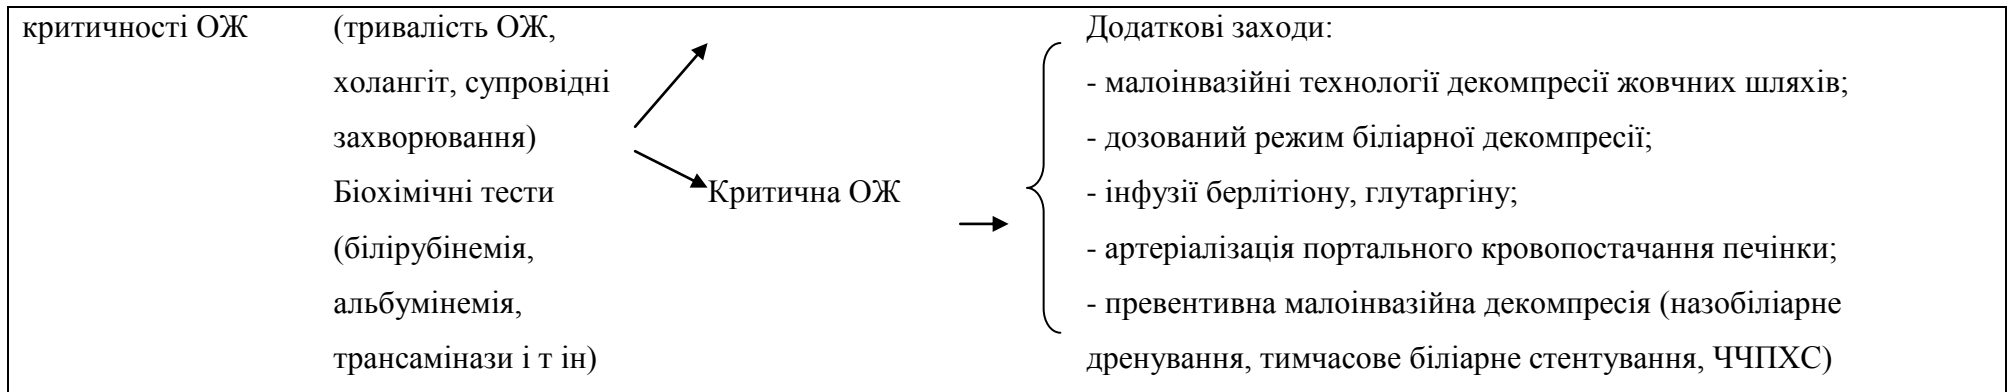 критичності ОЖ
(тривалість ОЖ,
холангіт, супровідні
захворювання)
Біохімічні тести
(білірубінемія,
альбумінемія,
трансамінази і т ін)
Критична ОЖ
Додаткові заходи:
- малоінвазійні технології декомпресії жовчних шляхів;
- дозований режим біліарної декомпресії;
- інфузії берлітіону, глутаргіну;
- артеріалізація портального кровопостачання печінки;
- превентивна малоінвазійна декомпресія (назобіліарне
дренування, тимчасове біліарне стентування, ЧЧПХС)